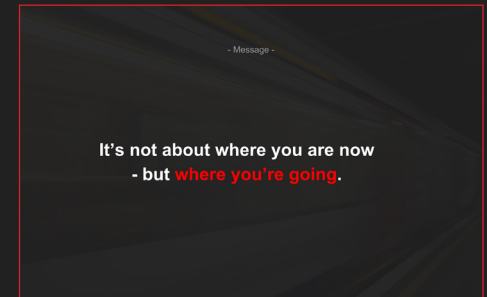 - Message -
It’s not about where you are now
- but where you’re going.